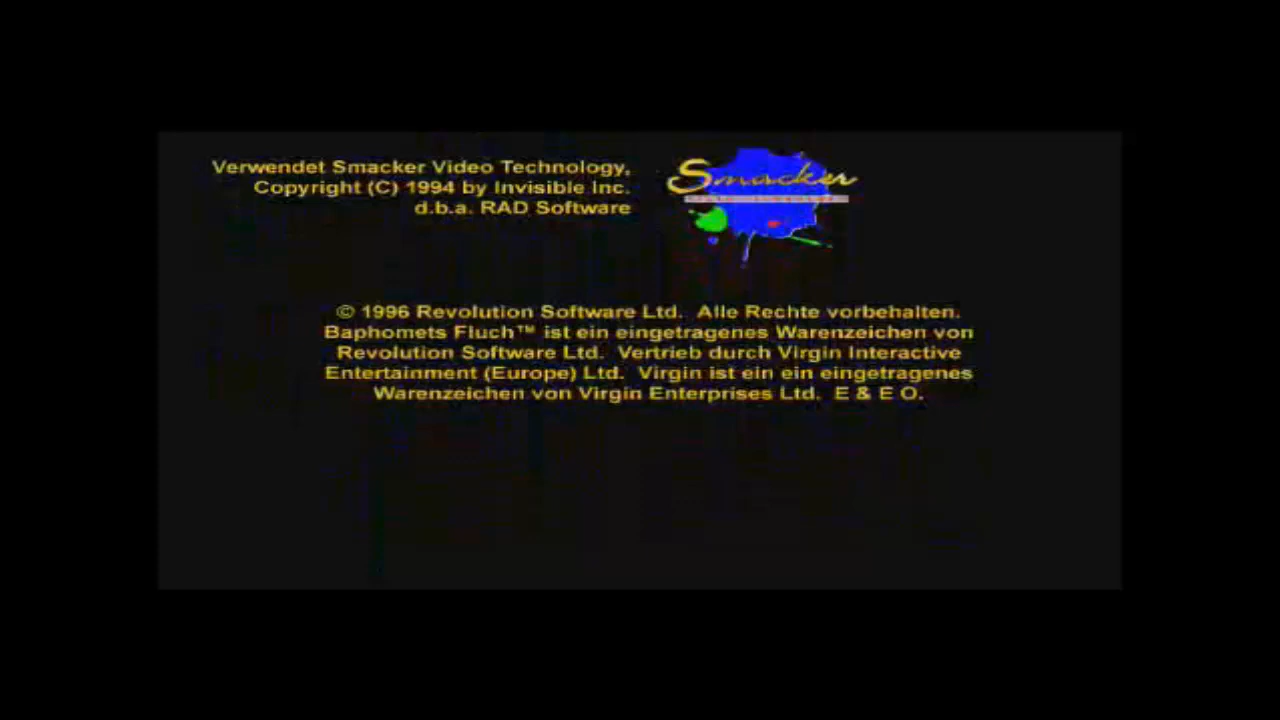 Verwendet Smacker Video Technology,
Copyright (C) 1994 by Invisible Inc.
d.b.a. RAD Software
Smacker
© 1996 Revolution Software Ltd.  Alle Rechte vorbehalten.
Baphomets Fluch™ ist ein eingetragenes Warenzeichen von
Revolution Software Ltd.  Vertrieb durch Virgin Interactive
Entertainment (Europe) Ltd.  Virgin ist ein ein eingetragenes
Warenzeichen von Virgin Enterprises Ltd.  E & E O.